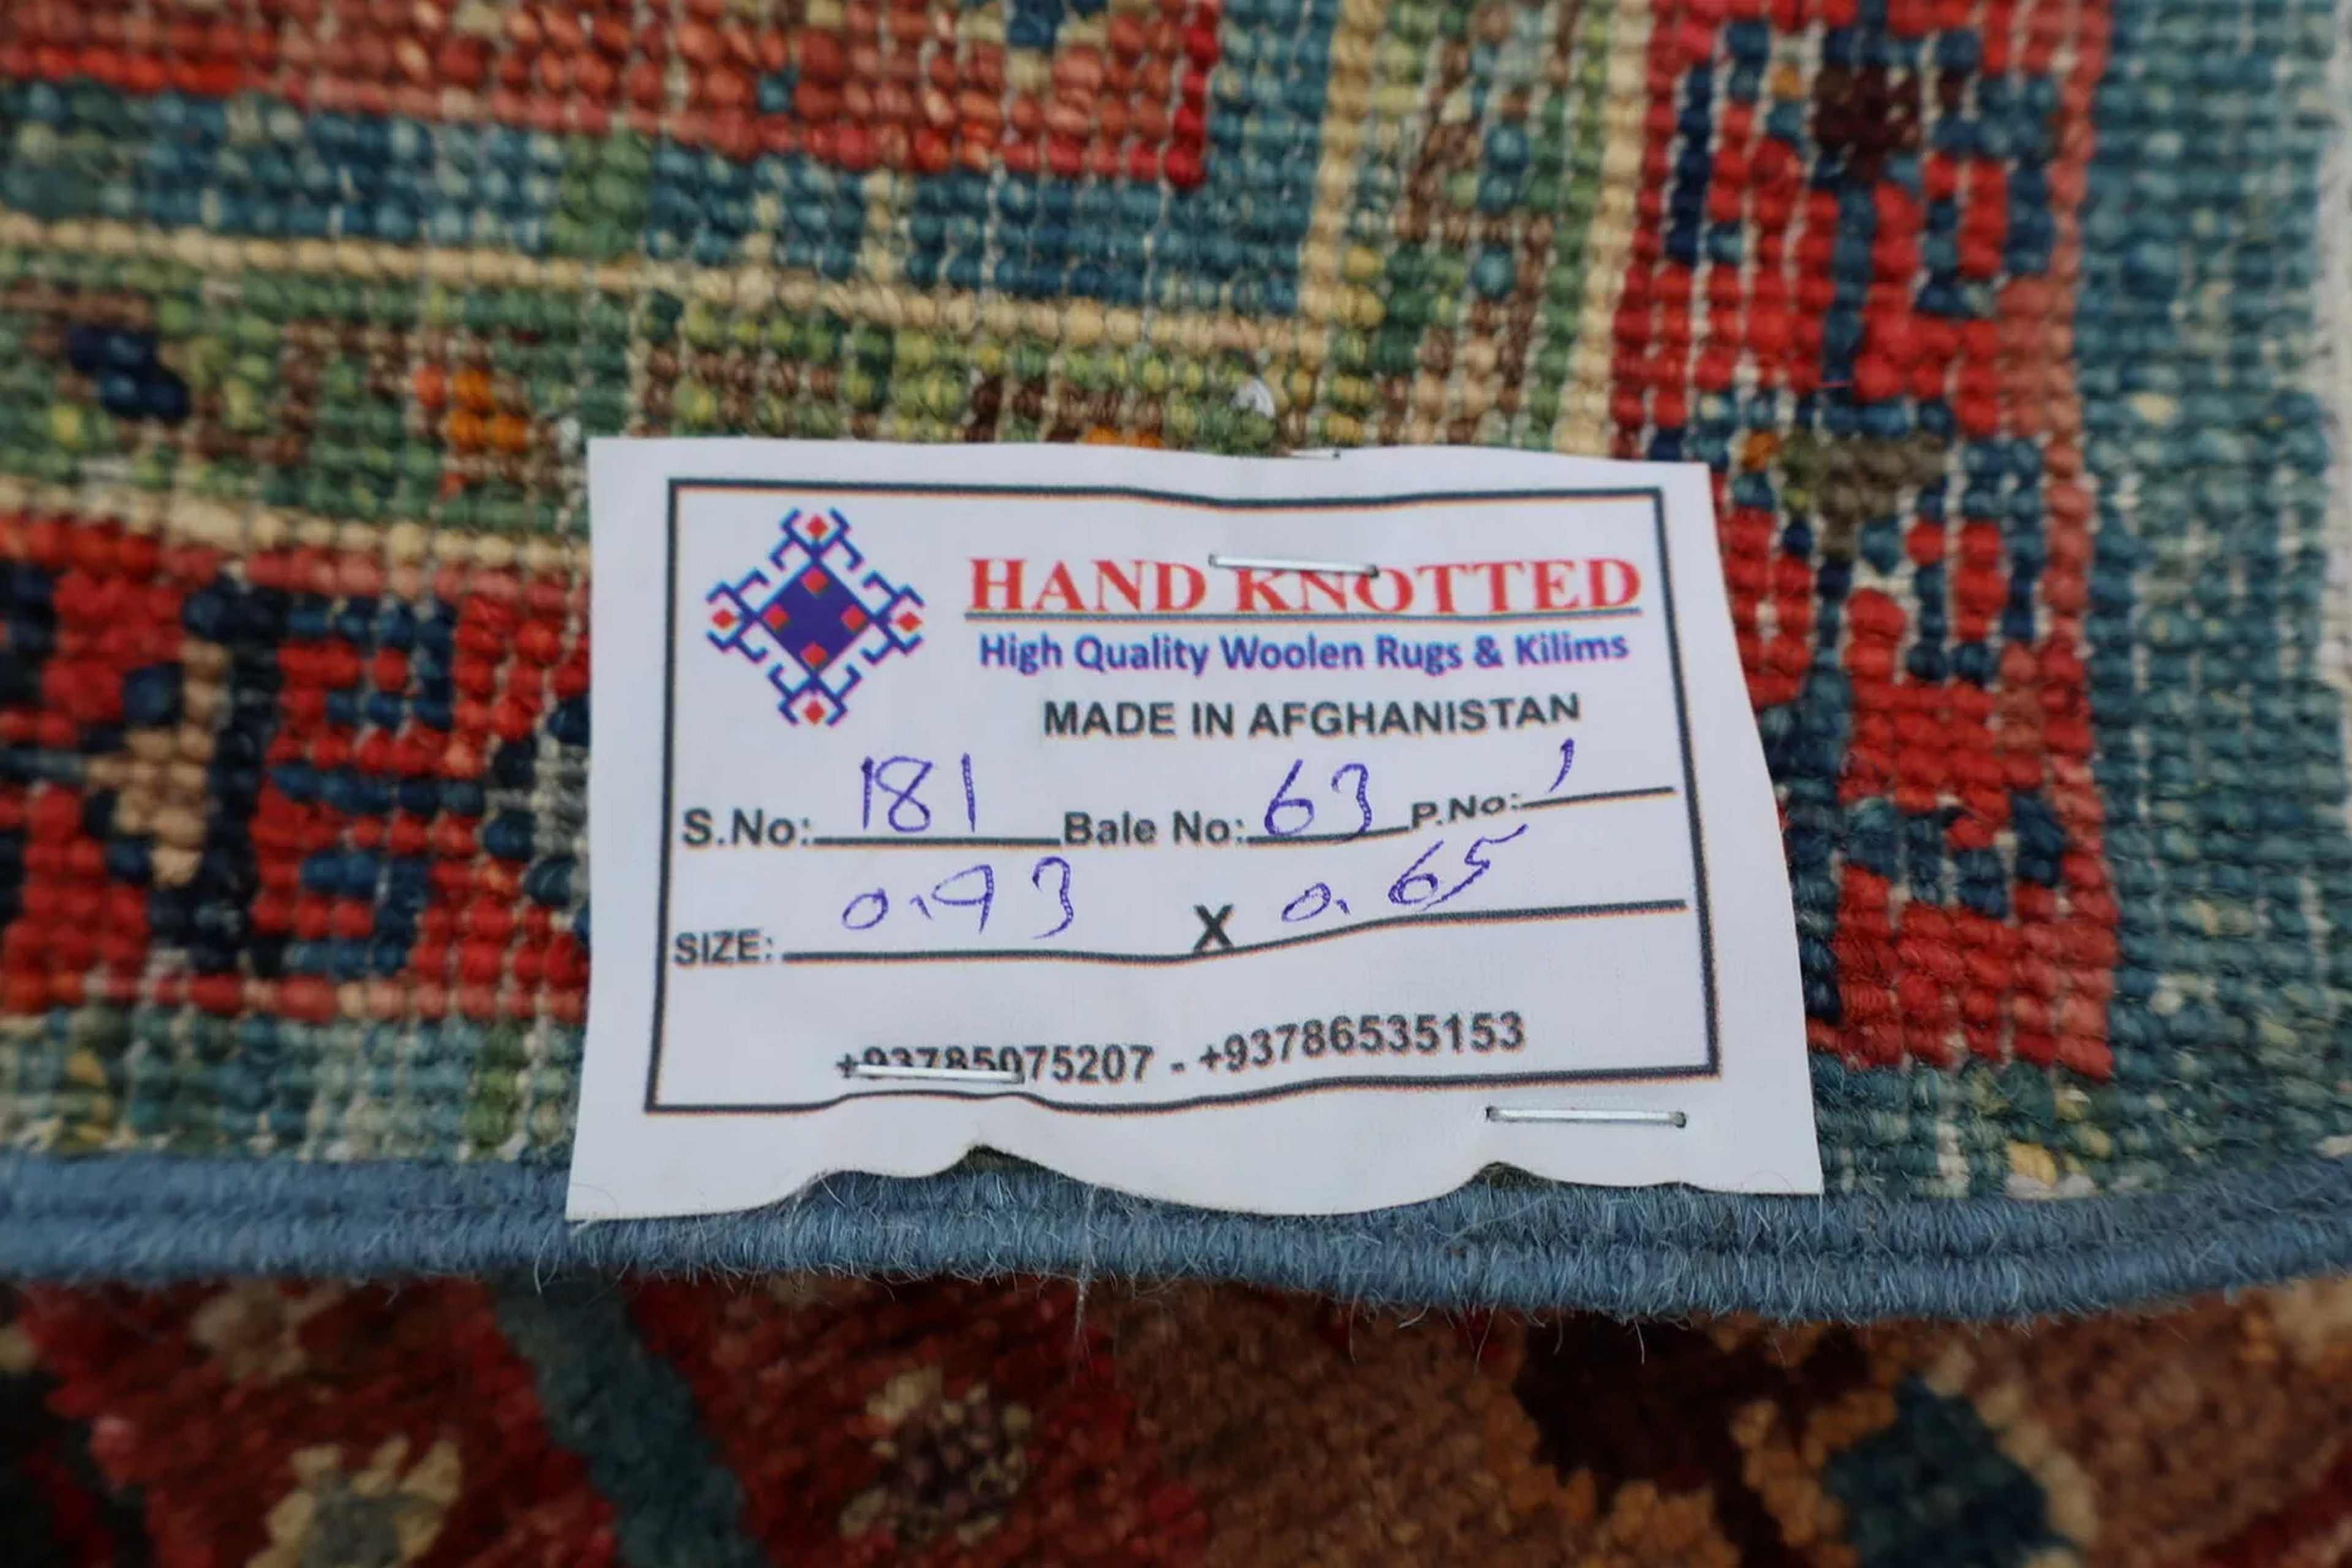 HAND KNOTTED
High Quality Woolen Rugs & Kilims
MADE IN AFGHANISTAN
S.No: 181 Bale No: 63 P.No: 1
SIZE: 0.93 X 0.65
+93785075207 - +93786535153